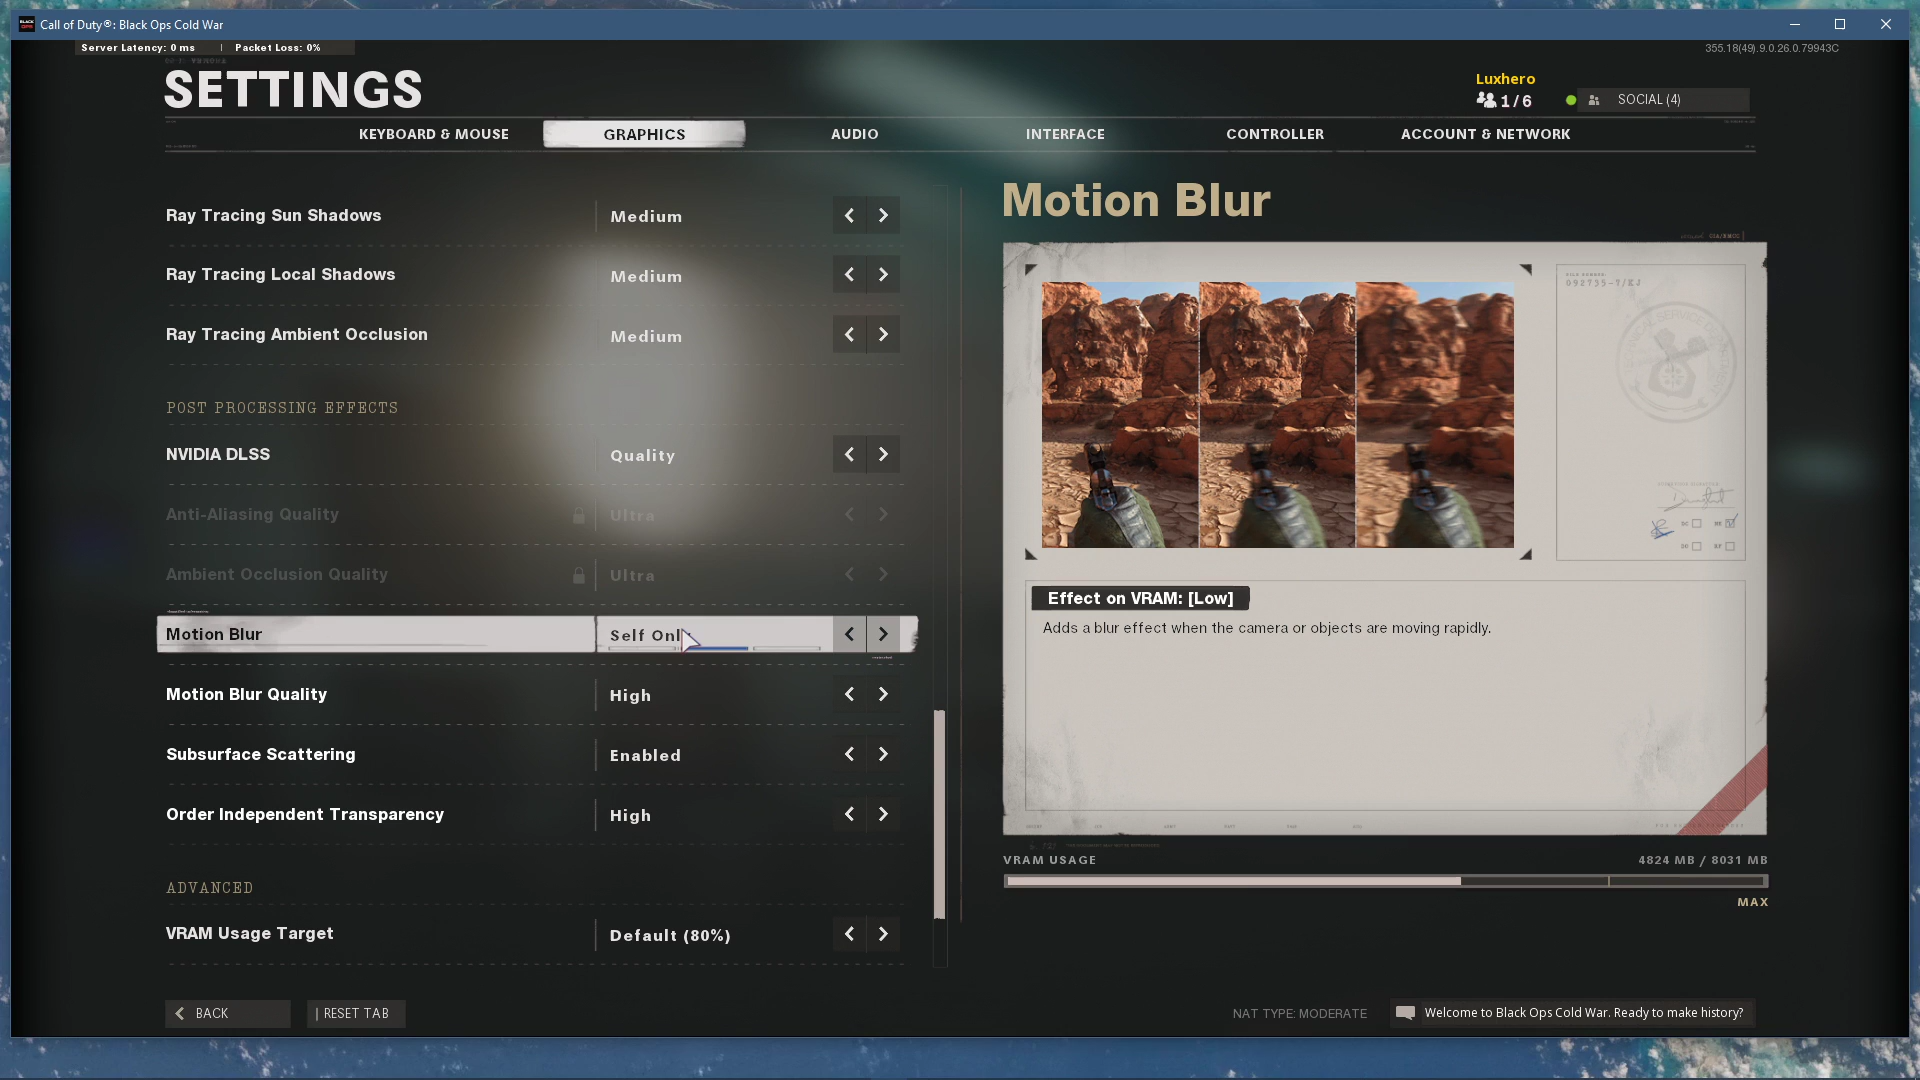 Call of Duty®: Black Ops Cold War
Server Latency: 0 ms | Packet Loss: 0%
355.18(49).9.0.26.0.79943C
SETTINGS
Luxhero
1 / 6
SOCIAL (4)
KEYBOARD & MOUSE
GRAPHICS
AUDIO
INTERFACE
CONTROLLER
ACCOUNT & NETWORK
Ray Tracing Sun Shadows Medium
Ray Tracing Local Shadows Medium
Ray Tracing Ambient Occlusion Medium
POST PROCESSING EFFECTS
NVIDIA DLSS Quality
Anti-Aliasing Quality Ultra
Ambient Occlusion Quality Ultra
Motion Blur Self Only
Motion Blur Quality High
Subsurface Scattering Enabled
Order Independent Transparency High
ADVANCED
VRAM Usage Target Default (80%)
Motion Blur
092735-7/KJ
Effect on VRAM: [Low]
Adds a blur effect when the camera or objects are moving rapidly.
VRAM USAGE 4824 MB / 8031 MB
MAX
BACK
RESET TAB
NAT TYPE: MODERATE
Welcome to Black Ops Cold War. Ready to make history?